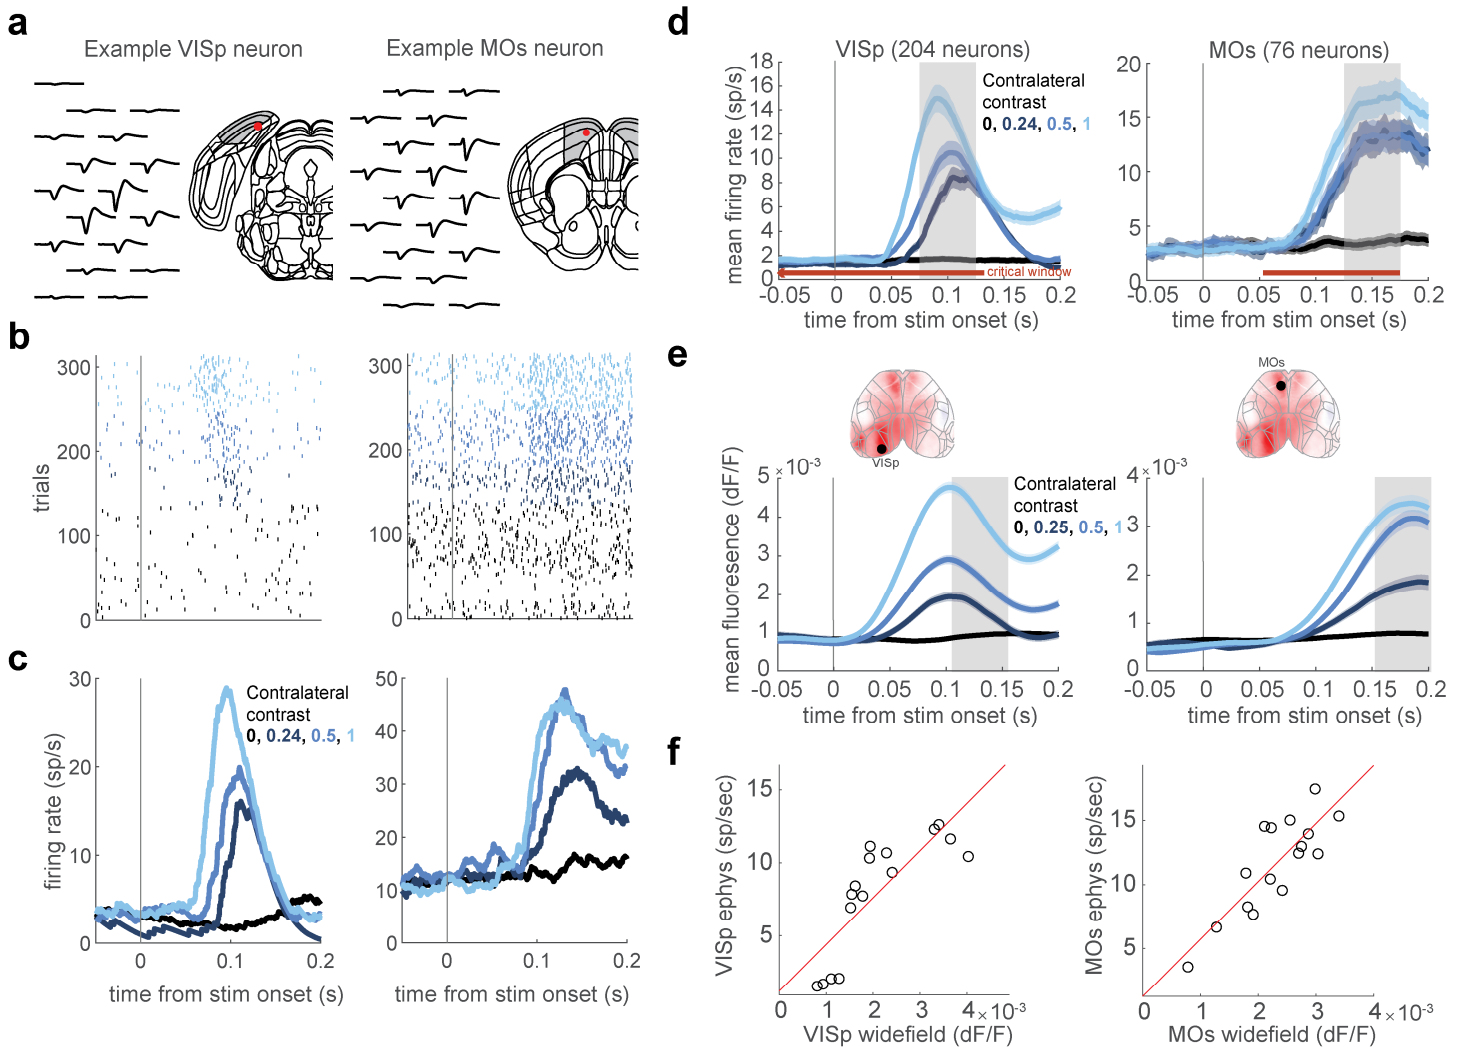 a
Example VISp neuron
Example MOs neuron
b
trials
300
200
100
0
300
200
100
0
c
firing rate (sp/s)
30
20
10
0
Contralateral
contrast
0, 0.24, 0.5, 1
0
0.1
0.2
time from stim onset (s)
50
40
30
20
10
0
0
0.1
0.2
time from stim onset (s)
d
VISp (204 neurons)
mean firing rate (sp/s)
18
16
14
12
10
8
6
4
2
0
Contralateral
contrast
0, 0.24, 0.5, 1
critical window
-0.05 0 0.05 0.1 0.15 0.2
time from stim onset (s)
MOs (76 neurons)
20
15
10
5
0
-0.05 0 0.05 0.1 0.15 0.2
time from stim onset (s)
e
VISp
MOs
mean fluoresence (dF/F)
5 ×10⁻³
4
3
2
1
0
Contralateral
contrast
0, 0.25, 0.5, 1
-0.05 0 0.05 0.1 0.15 0.2
time from stim onset (s)
4 ×10⁻³
3
2
1
0
-0.05 0 0.05 0.1 0.15 0.2
time from stim onset (s)
f
VISp ephys (sp/sec)
15
10
5
0 1 2 3 4 ×10⁻³
VISp widefield (dF/F)
MOs ephys (sp/sec)
15
10
5
0 1 2 3 4 ×10⁻³
MOs widefield (dF/F)